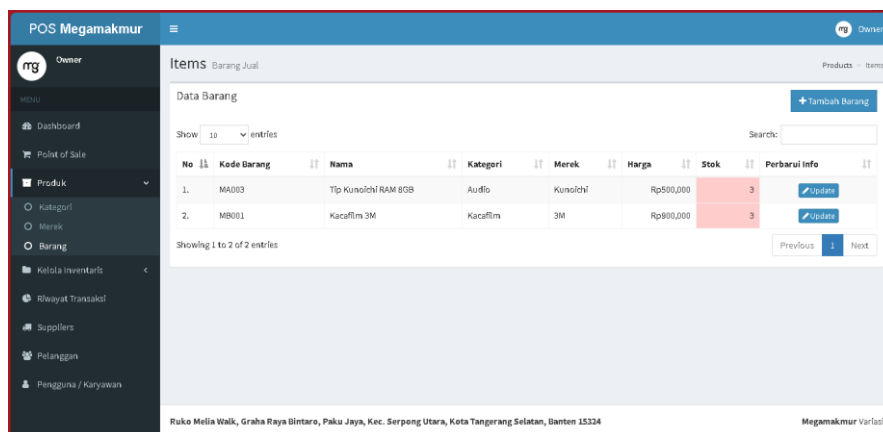 POS Megamakmur
mg Owner
mg Owner
Items Barang Jual
Products Items
MENU
Data Barang
Tambah Barang
Dashboard
Show 10 entries Search:
Point of Sale
No Kode Barang Nama Kategori Merek Harga Stok Perbarui Info
Produk
1. MA003 Tip Kunoichi RAM 8GB Audio Kunoichi Rp500,000 3 Update
Kategori
2. MB001 Kacafilm 3M Kacafilm 3M Rp900,000 3 Update
Merek
Barang
Showing 1 to 2 of 2 entries Previous 1 Next
Kelola Inventaris
Riwayat Transaksi
Suppliers
Pelanggan
Pengguna / Karyawan
Ruko Melia Walk, Graha Raya Bintaro, Paku Jaya, Kec. Serpong Utara, Kota Tangerang Selatan, Banten 15324 Megamakmur Variasi